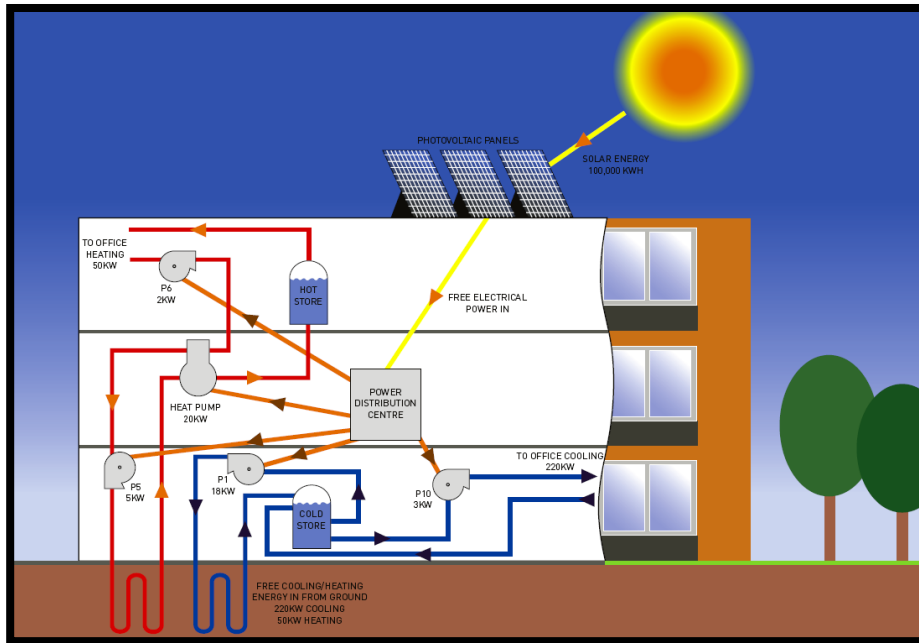 PHOTOVOLTAIC PANELS
SOLAR ENERGY
100,000 KWH
TO OFFICE
HEATING
50KW
P6
2KW
HOT
STORE
FREE ELECTRICAL
POWER IN
HEAT PUMP
20KW
POWER
DISTRIBUTION
CENTRE
P5
5KW
P1
18KW
COLD
STORE
P10
3KW
TO OFFICE COOLING
220KW
FREE COOLING/HEATING
ENERGY IN FROM GROUND
220KW COOLING
50KW HEATING